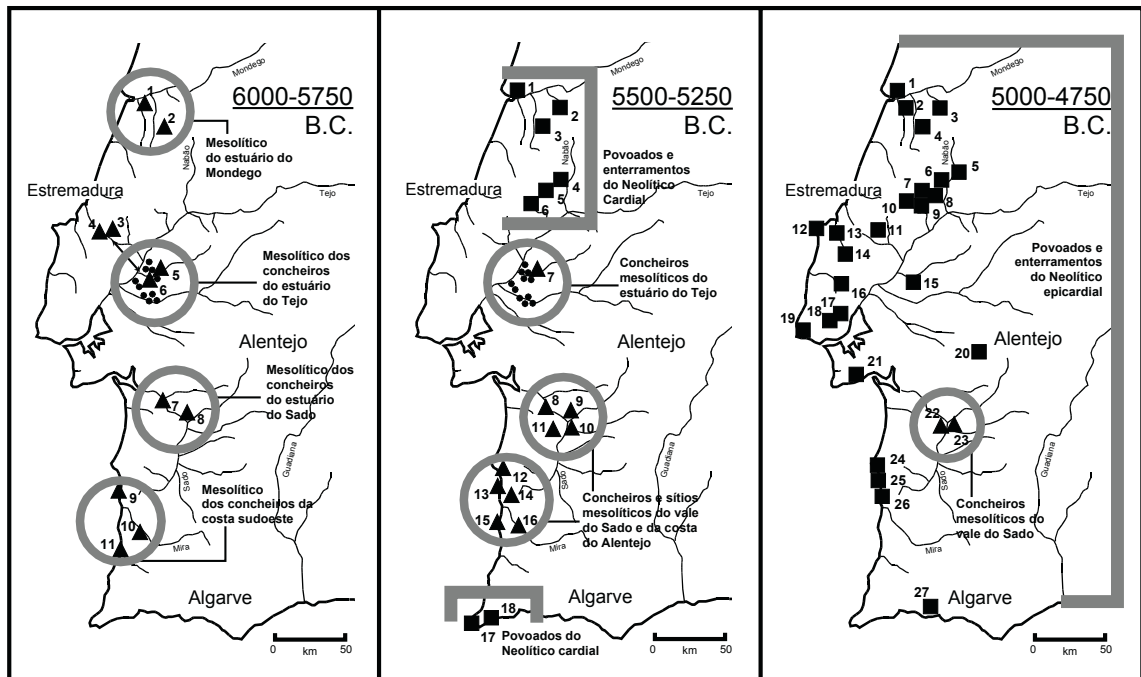 6000-5750
B.C.
Mondego
1
2
Mesolítico
do estuário do
Mondego
Nabão
Estremadura
Tejo
4
3
5
6
Mesolítico dos
concheiros
do estuário
do Tejo
Alentejo
Mesolítico dos
concheiros
do estuário
do Sado
7
8
Guadiana
Sado
9
Mesolítico
dos concheiros da
costa sudoeste
10
11
Mira
Algarve
0 50
km
5500-5250
B.C.
Mondego
1
2
3
Nabão
Povoados e
enterramentos
do Neolítico
Cardial
Estremadura
4
5
6
Tejo
7
Concheiros
mesolíticos do
estuário do Tejo
Alentejo
8
9
11
10
Guadiana
Sado
12
13
14
15
16
Concheiros e sítios
mesolíticos do vale
do Sado e da costa
do Alentejo
Mira
Algarve
18
17
Povoados do
Neolítico cardial
0 50
km
5000-4750
B.C.
Mondego
1
2
3
4
Nabão
5
6
Estremadura
7
8
10
9
Tejo
12
13
11
14
Povoados e
enterramentos
do Neolítico
epicardial
15
16
17
18
19
Alentejo
20
21
22
23
Guadiana
Sado
24
25
26
Concheiros
mesolíticos do
vale do Sado
Mira
27
Algarve
0 50
km